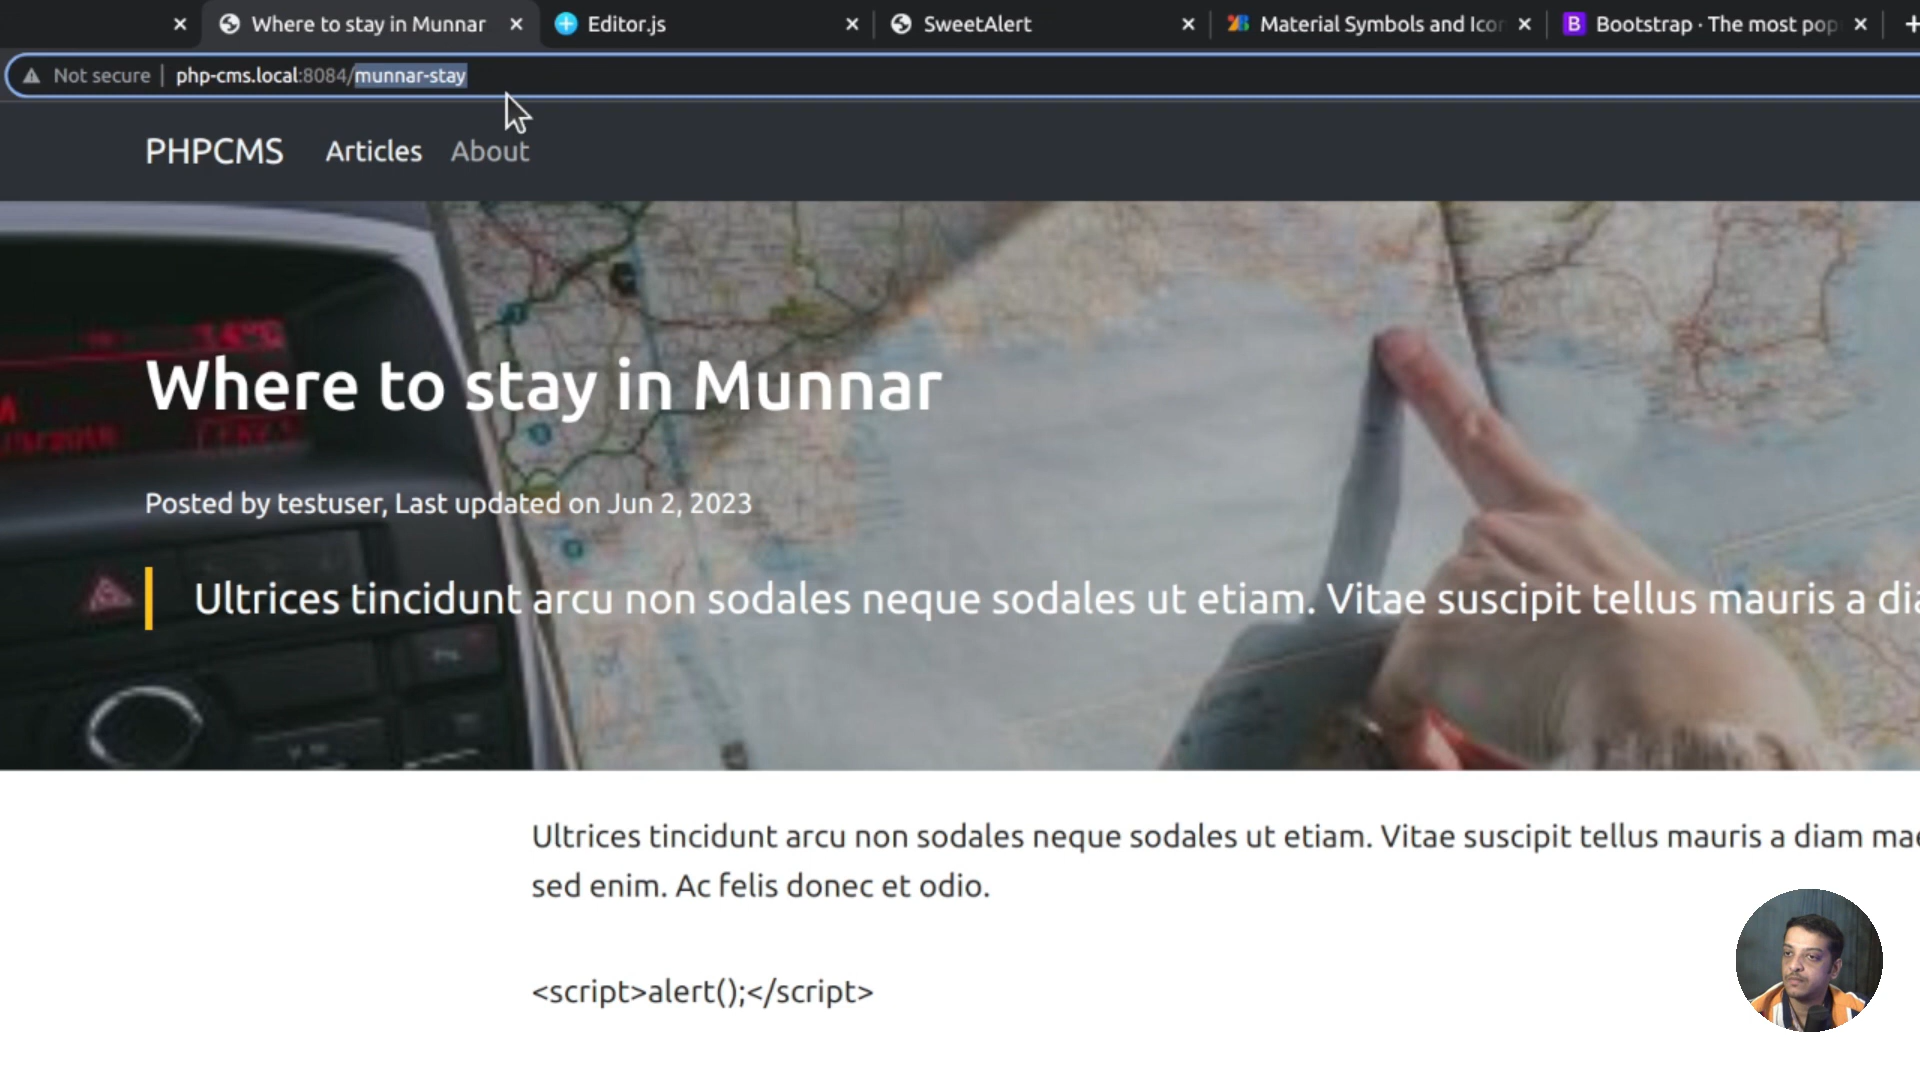 Where to stay in Munnar
Editor.js
SweetAlert
Material Symbols and Ico
Bootstrap · The most pop
Not secure
php-cms.local:8084/munnar-stay
PHPCMS
Articles
About
Where to stay in Munnar
Posted by testuser, Last updated on Jun 2, 2023
Ultrices tincidunt arcu non sodales neque sodales ut etiam. Vitae suscipit tellus mauris a dia
Ultrices tincidunt arcu non sodales neque sodales ut etiam. Vitae suscipit tellus mauris a diam mae
sed enim. Ac felis donec et odio.
<script>alert();</script>